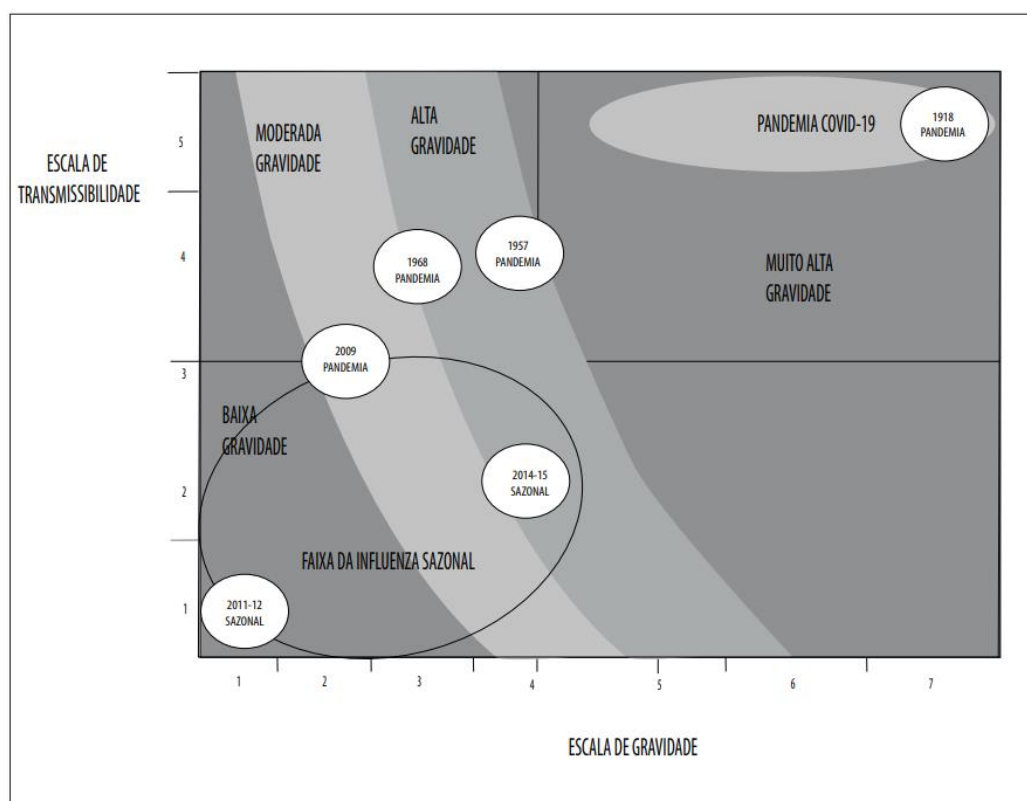 ESCALA DE
TRANSMISSIBILIDADE
5
4
3
2
1
MODERADA
GRAVIDADE
ALTA
GRAVIDADE
PANDEMIA COVID-19
1918
PANDEMIA
1968
PANDEMIA
1957
PANDEMIA
MUITO ALTA
GRAVIDADE
2009
PANDEMIA
BAIXA
GRAVIDADE
2014-15
SAZONAL
FAIXA DA INFLUENZA SAZONAL
2011-12
SAZONAL
1 2 3 4 5 6 7
ESCALA DE GRAVIDADE